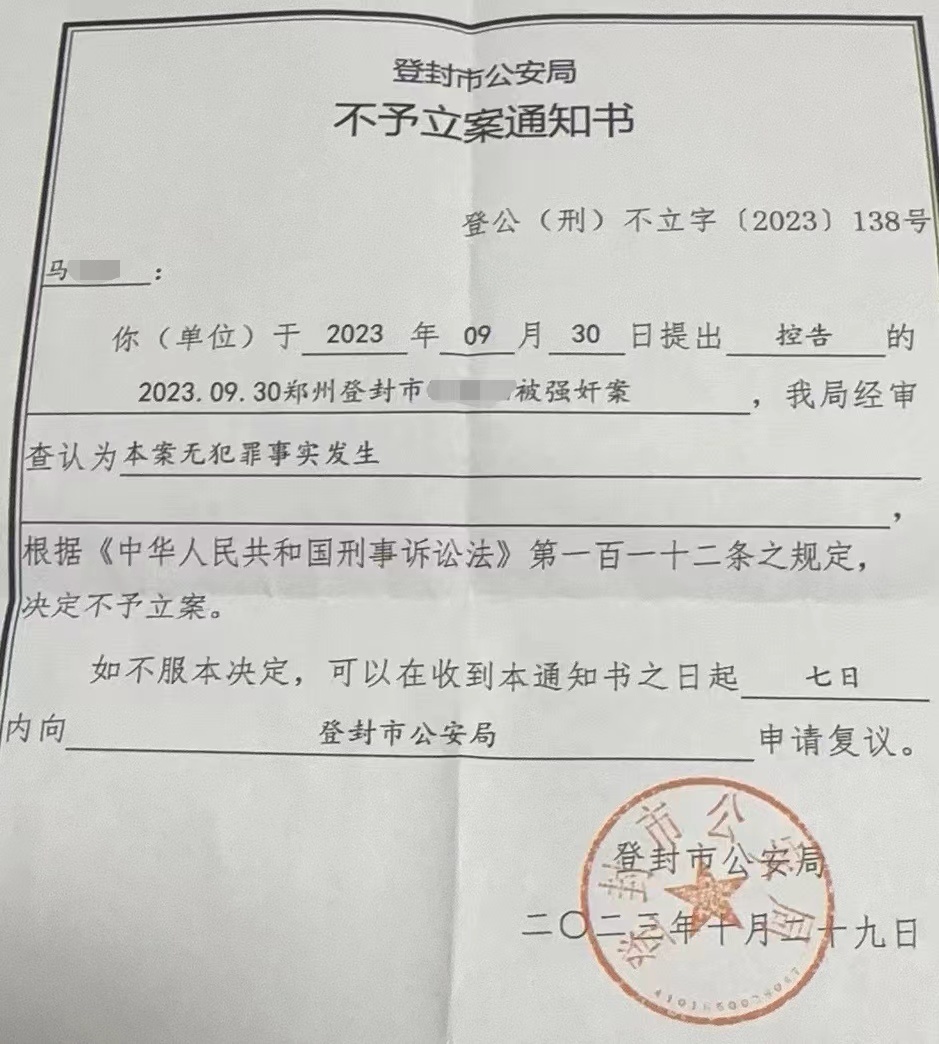 登封市公安局
不予立案通知书
登公（刑）不立字〔2023〕138号
马：
你（单位）于 2023 年 09 月 30 日提出 控告 的
2023.09.30郑州登封市被强奸案，我局经审
查认为本案无犯罪事实发生
，
根据《中华人民共和国刑事诉讼法》第一百一十二条之规定，
决定不予立案。
如不服本决定，可以在收到本通知书之日起 七日
内向 登封市公安局 申请复议。
登封市公安局
登封市公安局
二〇二三年十月二十九日